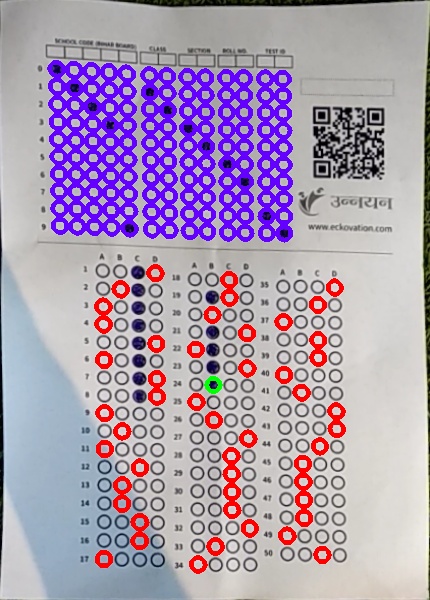 SCHOOL CODE (BIHAR BOARD) CLASS SECTION ROLL NO. TEST ID
0
1
2
3
4
5
6
7
8
9
उन्नयन
www.eckovation.com
A B C D A B C D A B C D
1 18 35
2 19 36
3 20 37
4 21 38
5 22 39
6 23 40
7 24 41
8 25 42
9 26 43
10 27 44
11 28 45
12 29 46
13 30 47
14 31 48
15 32 49
16 33 50
17 34